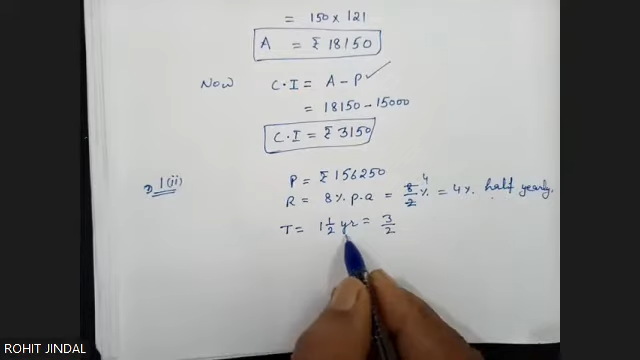 = 150 x 121
A = ₹ 18150
Now C.I = A - P ✓
= 18150 - 15000
C.I = ₹ 3150
1(ii) P = ₹ 156250
R = 8 %. p.a = 8/2 4 %. = 4 %. half yearly.
T = 1 1/2 yr = 3/2
ROHIT JINDAL